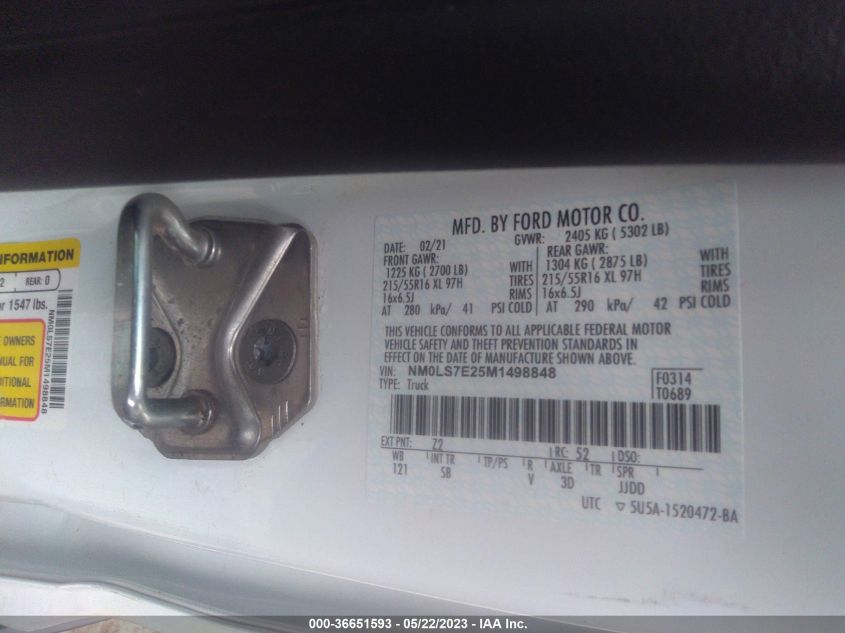 NFORMATION
2 REAR: 0
or 1547 lbs.
OWNERS
MANUAL FOR
DITIONAL
FORMATION
NM0LS7E25M1498848
MFD. BY FORD MOTOR CO.
DATE: 02/21 GVWR: 2405 KG ( 5302 LB)
FRONT GAWR: REAR GAWR:
1225 KG ( 2700 LB) WITH 1304 KG ( 2875 LB) WITH
215/55R16 XL 97H TIRES 215/55R16 XL 97H TIRES
16x6.5J RIMS 16x6.5J RIMS
AT 280 kPa/ 41 PSI COLD AT 290 kPa/ 42 PSI COLD
THIS VEHICLE CONFORMS TO ALL APPLICABLE FEDERAL MOTOR
VEHICLE SAFETY AND THEFT PREVENTION STANDARDS IN
EFFECT ON THE DATE OF MANUFACTURE SHOWN ABOVE.
VIN: NM0LS7E25M1498848
TYPE: Truck
F0314
T0689
EXT PNT: Z2 RC: 52 DSO:
WB INT TR TP/PS R AXLE TR SPR
121 SB V 3D JJDD
UTC ▽ 5U5A-1520472-BA
000-36651593 - 05/22/2023 - IAA Inc.